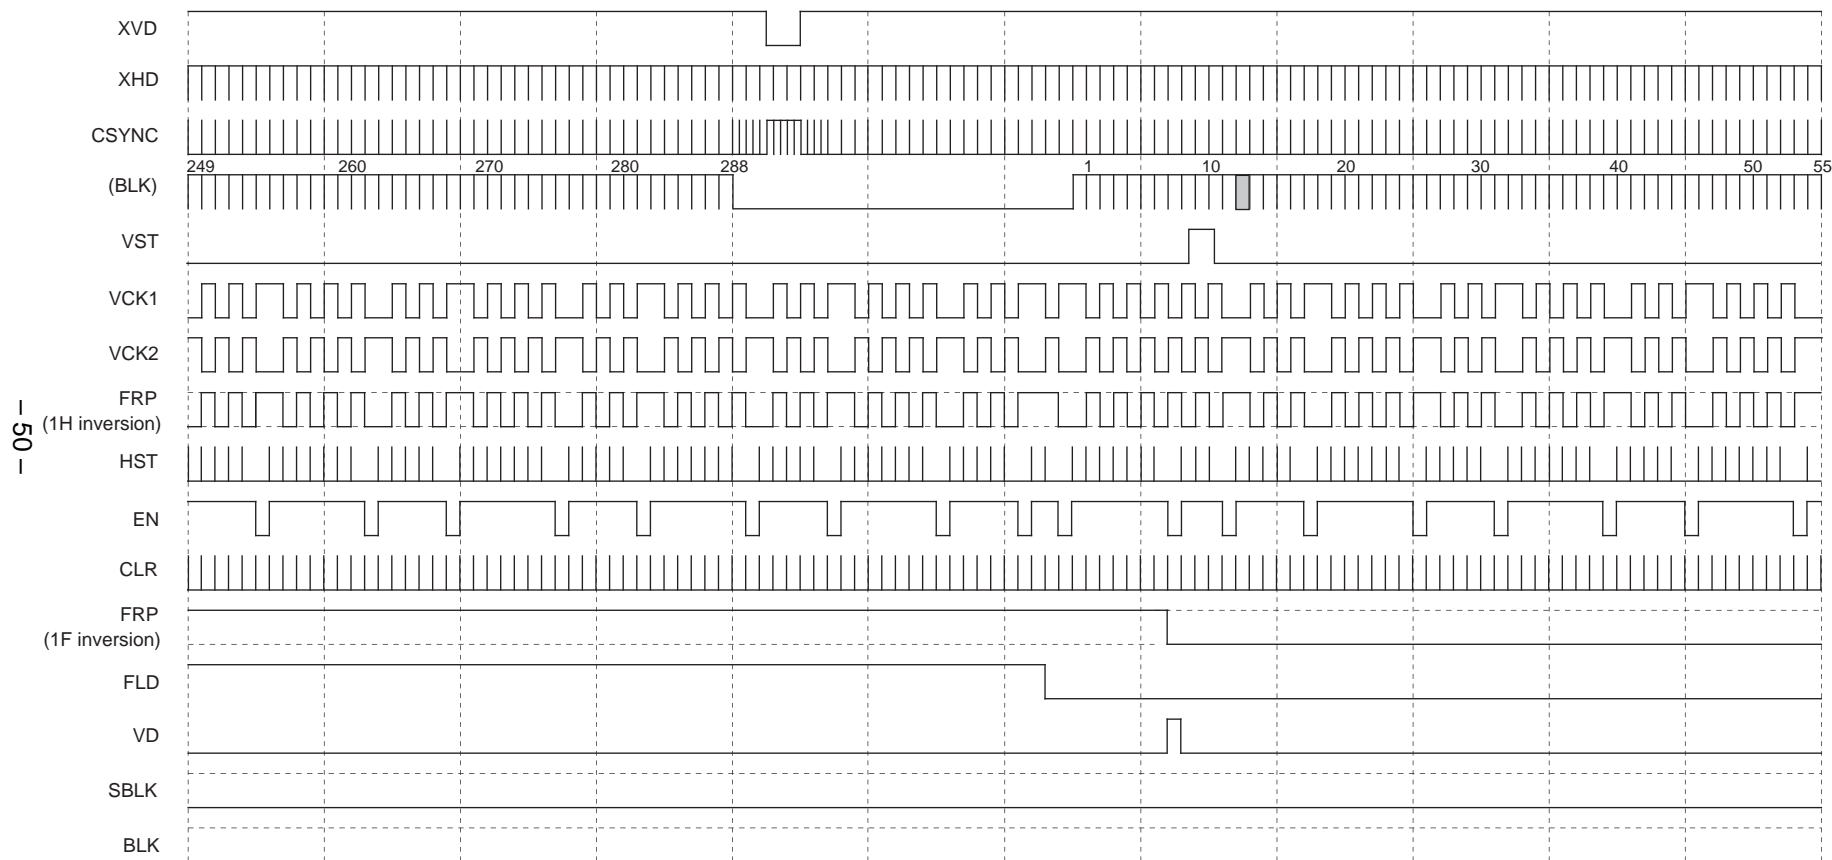 XVD
XHD
CSYNC
249 260 270 280 288 1 10 20 30 40 50 55
(BLK)
VST
VCK1
VCK2
FRP
(1H inversion)
HST
EN
CLR
FRP
(1F inversion)
FLD
VD
SBLK
BLK
– 50 –